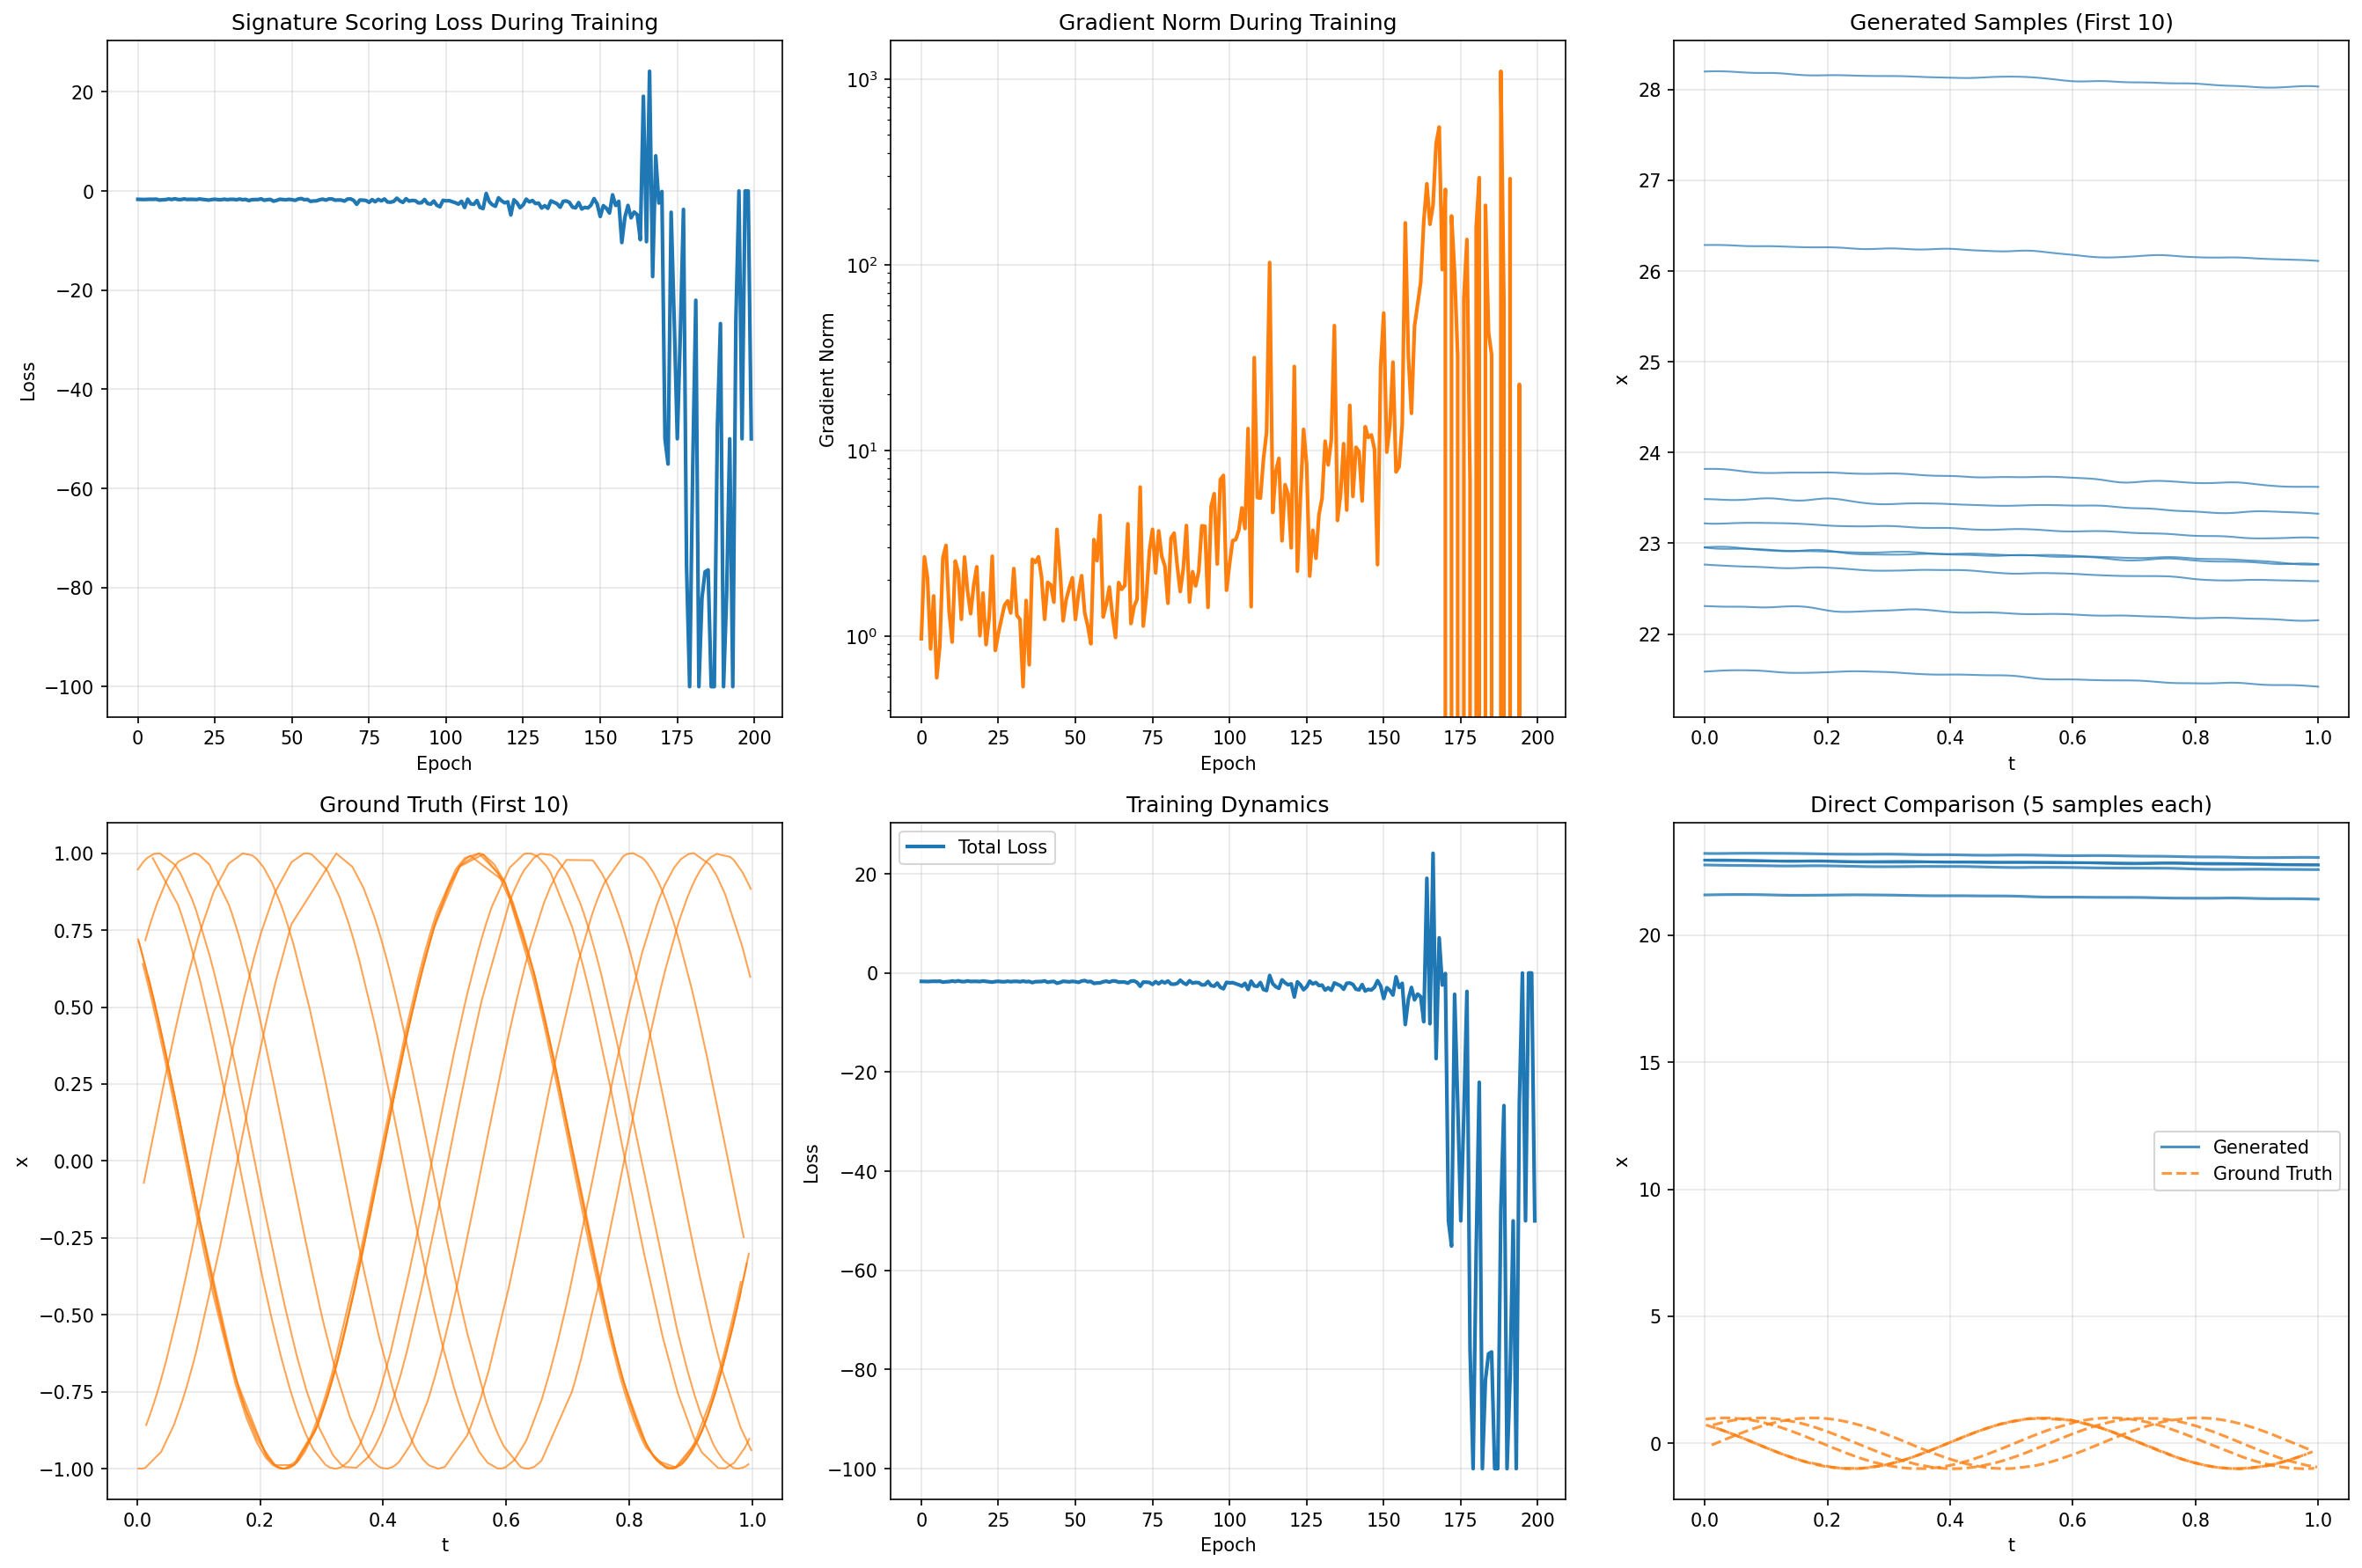 Signature Scoring Loss During Training
Loss
20
0
−20
−40
−60
−80
−100
0 25 50 75 100 125 150 175 200
Epoch
Gradient Norm During Training
Gradient Norm
10³
10²
10¹
10⁰
0 25 50 75 100 125 150 175 200
Epoch
Generated Samples (First 10)
x
28
27
26
25
24
23
22
0.0 0.2 0.4 0.6 0.8 1.0
t
Ground Truth (First 10)
x
1.00
0.75
0.50
0.25
0.00
−0.25
−0.50
−0.75
−1.00
0.0 0.2 0.4 0.6 0.8 1.0
t
Training Dynamics
Total Loss
Loss
20
0
−20
−40
−60
−80
−100
0 25 50 75 100 125 150 175 200
Epoch
Direct Comparison (5 samples each)
x
20
15
10
5
0
Generated
Ground Truth
0.0 0.2 0.4 0.6 0.8 1.0
t